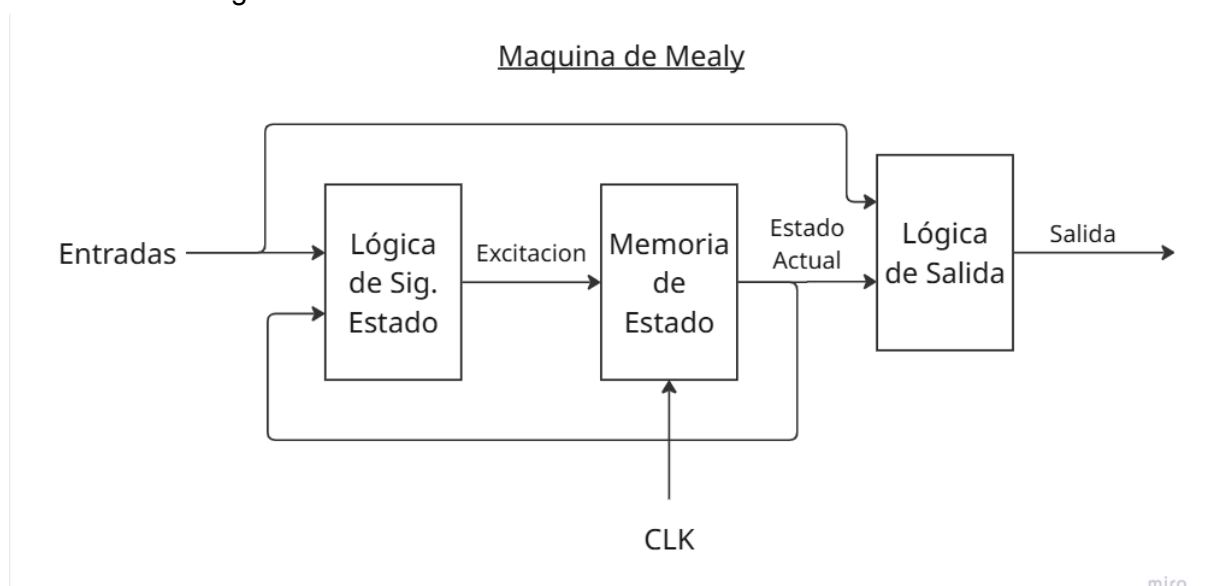 Maquina de Mealy
Entradas
Lógica
de Sig.
Estado
Excitacion
Memoria
de
Estado
Estado
Actual
Lógica
de Salida
Salida
CLK
miro